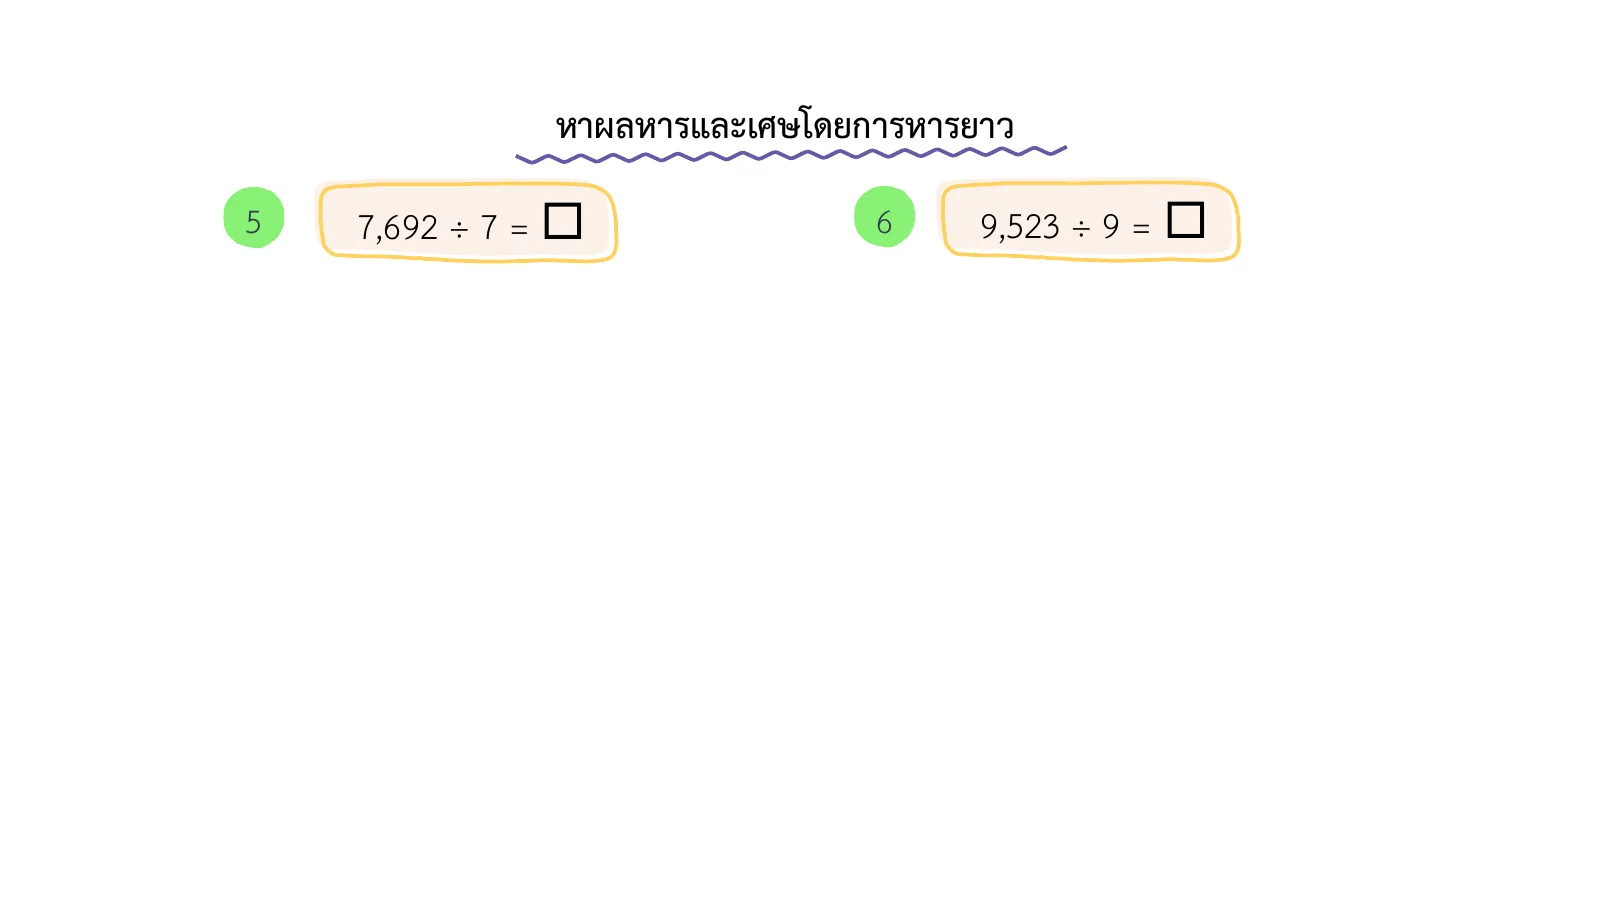 หาผลหารและเศษโดยการหารยาว
5 7,692 ÷ 7 = □
6 9,523 ÷ 9 = □